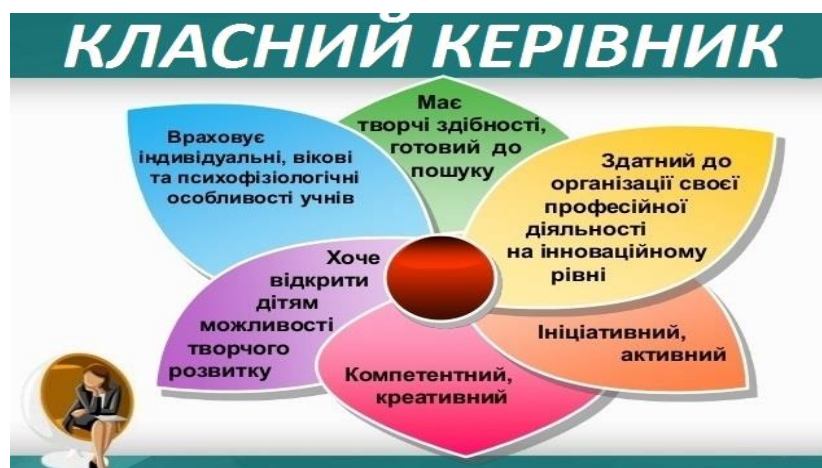 КЛАСНИЙ КЕРІВНИК
Має
творчі здібності,
готовий до
пошуку
Здатний до
організації своєї
професійної
діяльності
на інноваційному
рівні
Ініціативний,
активний
Компетентний,
креативний
Хоче
відкрити
дітям
можливості
творчого
розвитку
Враховує
індивідуальні, вікові
та психофізіологічні
особливості учнів